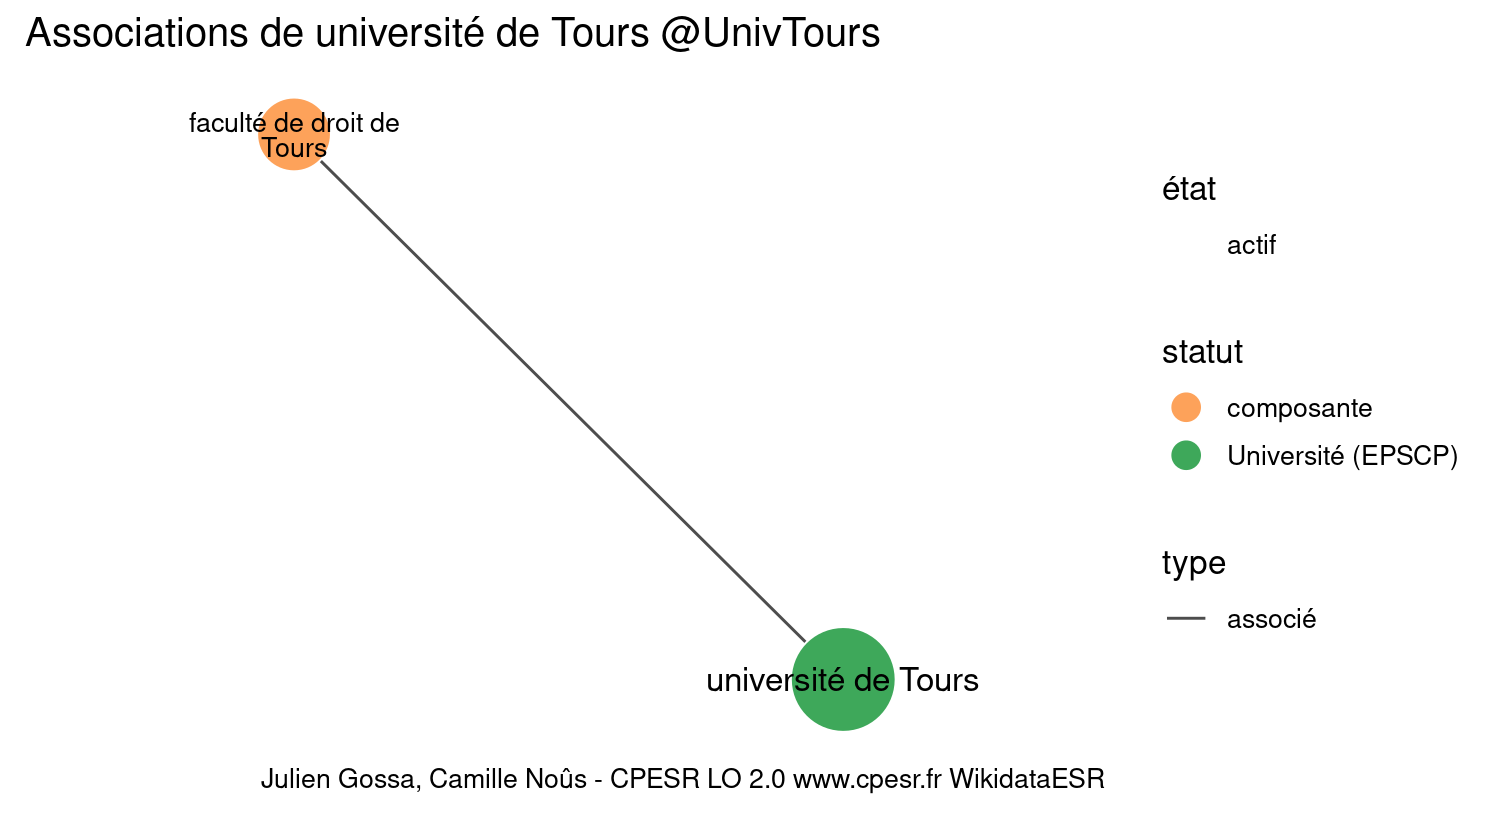 Associations de université de Tours @UnivTours
faculté de droit de
Tours
état
actif
statut
composante
Université (EPSCP)
type
associé
université de Tours
Julien Gossa, Camille Noûs - CPESR LO 2.0 www.cpesr.fr WikidataESR